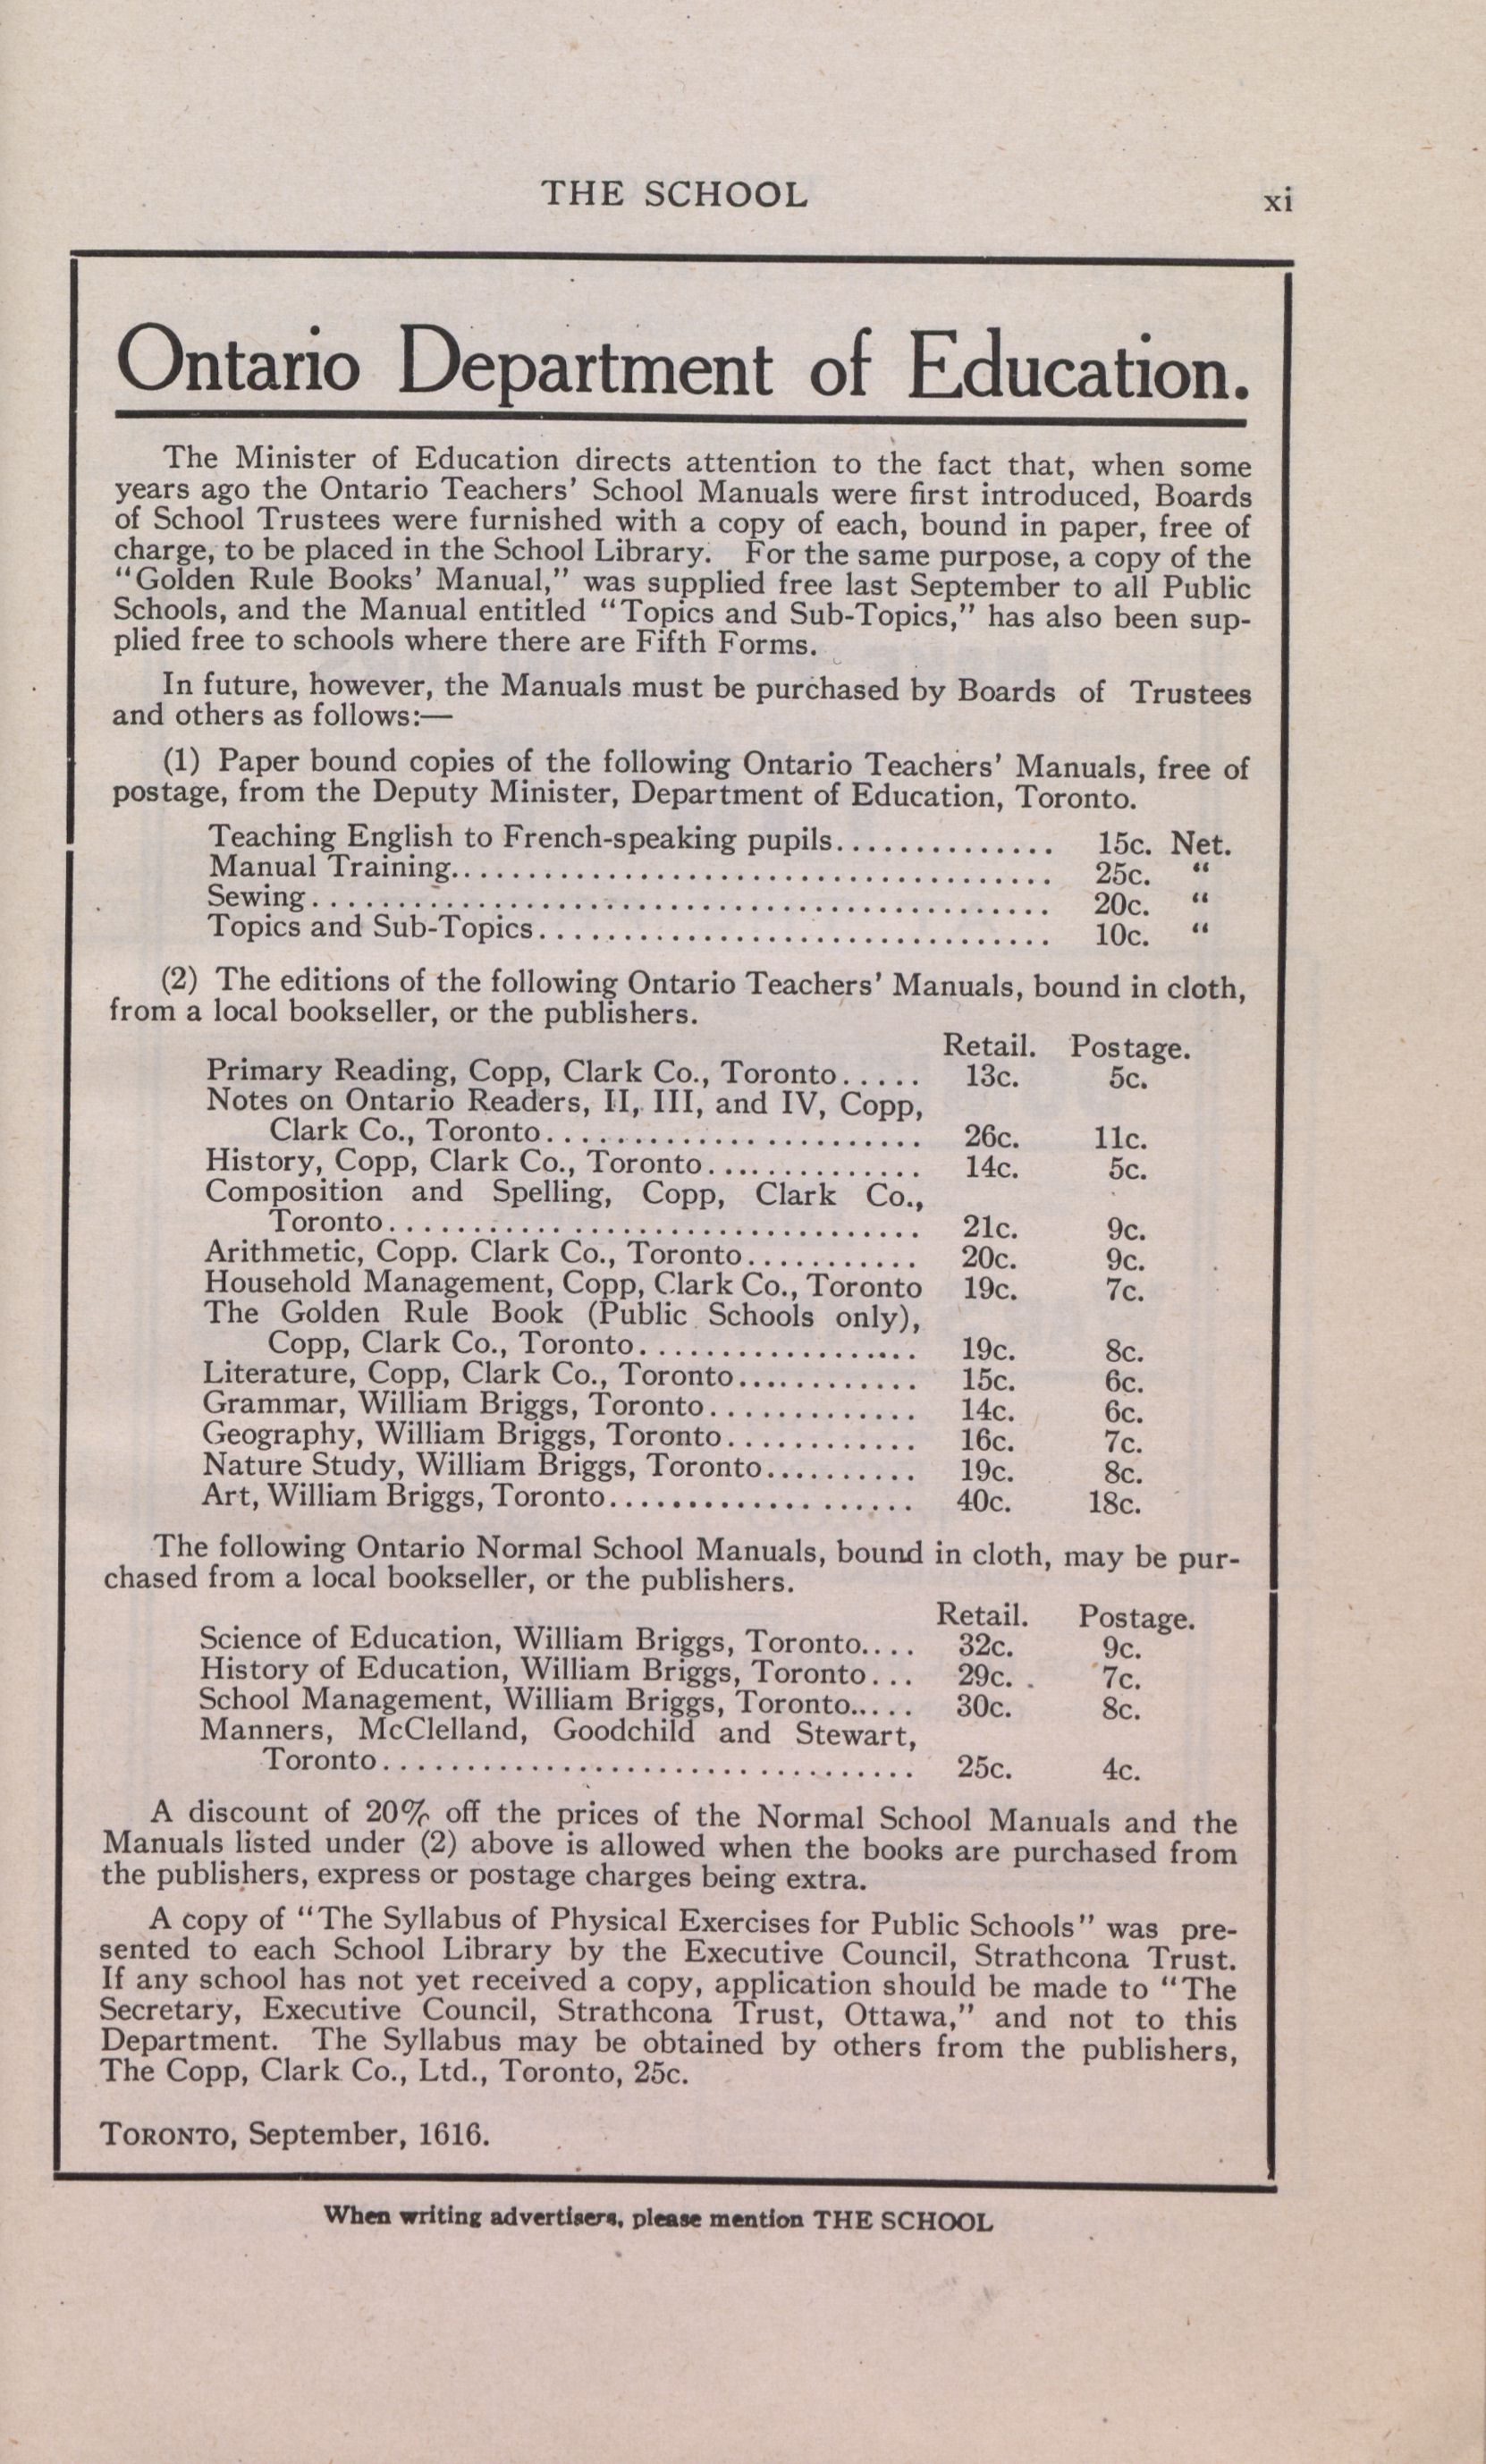 THE SCHOOL
xi
Ontario Department of Education.
The Minister of Education directs attention to the fact that, when some
years ago the Ontario Teachers' School Manuals were first introduced, Boards
of School Trustees were furnished with a copy of each, bound in paper, free of
charge, to be placed in the School Library. For the same purpose, a copy of the
"Golden Rule Books' Manual," was supplied free last September to all Public
Schools, and the Manual entitled "Topics and Sub-Topics," has also been sup-
plied free to schools where there are Fifth Forms.
In future, however, the Manuals must be purchased by Boards of Trustees
and others as follows:—
(1) Paper bound copies of the following Ontario Teachers' Manuals, free of
postage, from the Deputy Minister, Department of Education, Toronto.
Teaching English to French-speaking pupils.............. 15c. Net.
Manual Training.................................... 25c. "
Sewing............................................ 20c. "
Topics and Sub-Topics............................... 10c. "
(2) The editions of the following Ontario Teachers' Manuals, bound in cloth,
from a local bookseller, or the publishers.
Retail. Postage.
Primary Reading, Copp, Clark Co., Toronto..... 13c. 5c.
Notes on Ontario Readers, II, III, and IV, Copp,
Clark Co., Toronto....................... 26c. 11c.
History, Copp, Clark Co., Toronto.............. 14c. 5c.
Composition and Spelling, Copp, Clark Co.,
Toronto................................. 21c. 9c.
Arithmetic, Copp. Clark Co., Toronto........... 20c. 9c.
Household Management, Copp, Clark Co., Toronto 19c. 7c.
The Golden Rule Book (Public Schools only),
Copp, Clark Co., Toronto.................. 19c. 8c.
Literature, Copp, Clark Co., Toronto............ 15c. 6c.
Grammar, William Briggs, Toronto............. 14c. 6c.
Geography, William Briggs, Toronto............ 16c. 7c.
Nature Study, William Briggs, Toronto.......... 19c. 8c.
Art, William Briggs, Toronto................... 40c. 18c.
The following Ontario Normal School Manuals, bound in cloth, may be pur-
chased from a local bookseller, or the publishers.
Retail. Postage.
Science of Education, William Briggs, Toronto.... 32c. 9c.
History of Education, William Briggs, Toronto... 29c. 7c.
School Management, William Briggs, Toronto..... 30c. 8c.
Manners, McClelland, Goodchild and Stewart,
Toronto................................ 25c. 4c.
A discount of 20% off the prices of the Normal School Manuals and the
Manuals listed under (2) above is allowed when the books are purchased from
the publishers, express or postage charges being extra.
A copy of "The Syllabus of Physical Exercises for Public Schools" was pre-
sented to each School Library by the Executive Council, Strathcona Trust.
If any school has not yet received a copy, application should be made to "The
Secretary, Executive Council, Strathcona Trust, Ottawa," and not to this
Department. The Syllabus may be obtained by others from the publishers,
The Copp, Clark Co., Ltd., Toronto, 25c.
TORONTO, September, 1616.
When writing advertisers, please mention THE SCHOOL